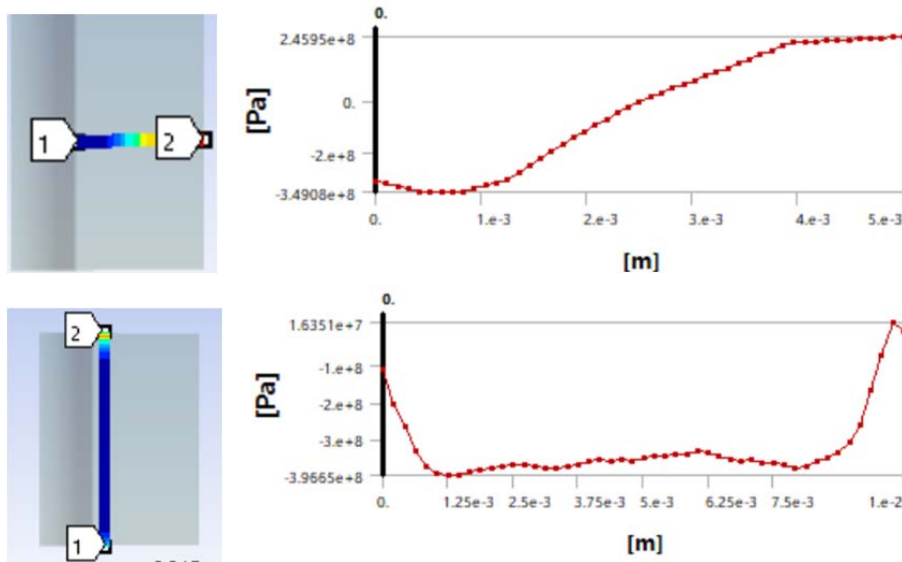 0.
2.4595e+8
0.
-2.e+8
-3.4908e+8
[Pa]
0. 1.e-3 2.e-3 3.e-3 4.e-3 5.e-3
[m]
1 2
0.
1.6351e+7
-1.e+8
-2.e+8
-3.e+8
-3.9665e+8
[Pa]
0. 1.25e-3 2.5e-3 3.75e-3 5.e-3 6.25e-3 7.5e-3 1.e-2
[m]
2
1